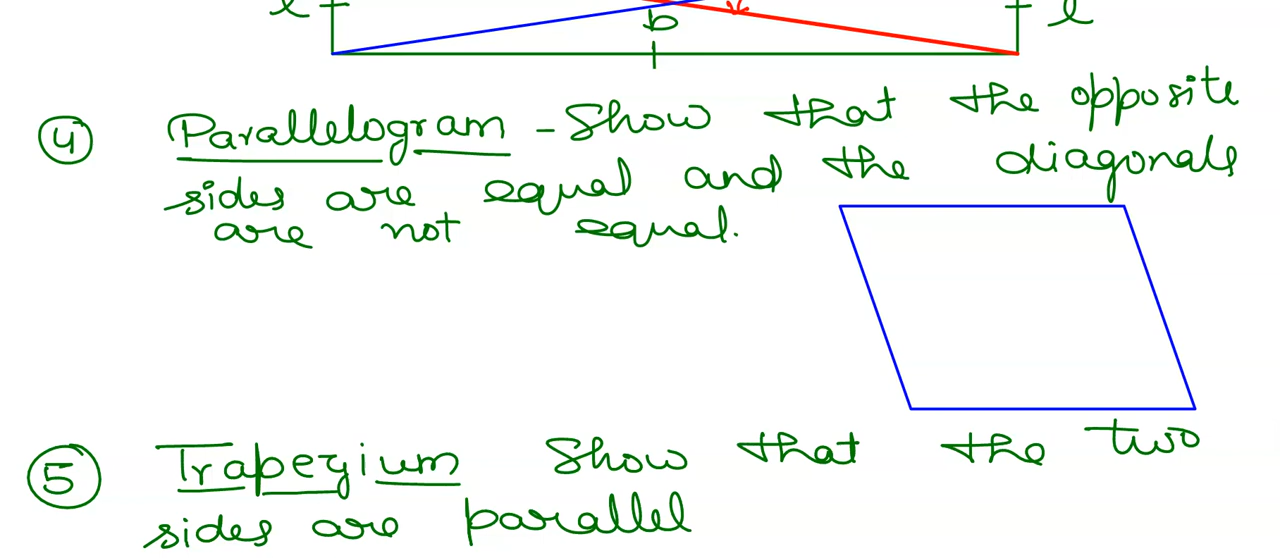 l b l
④ Parallelogram - Show that the opposite
sides are equal and the diagonals
are not equal.
⑤ Trapezium Show that the two
sides are parallel